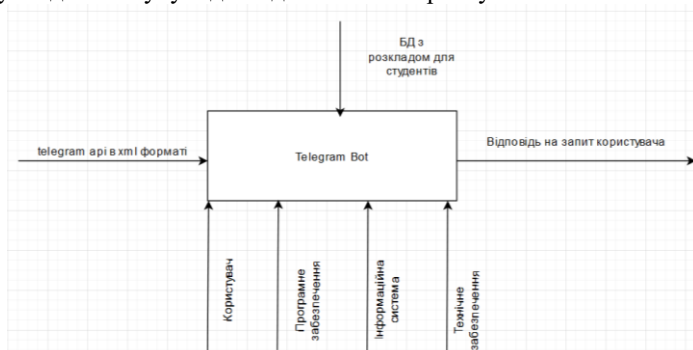 БД з
розкладом для
студентів
telegram api в xml форматі
Telegram Bot
Відповідь на запит користувача
Користувач
Програмне
забезпечення
Інформаційна
система
Технічне
забезпечення